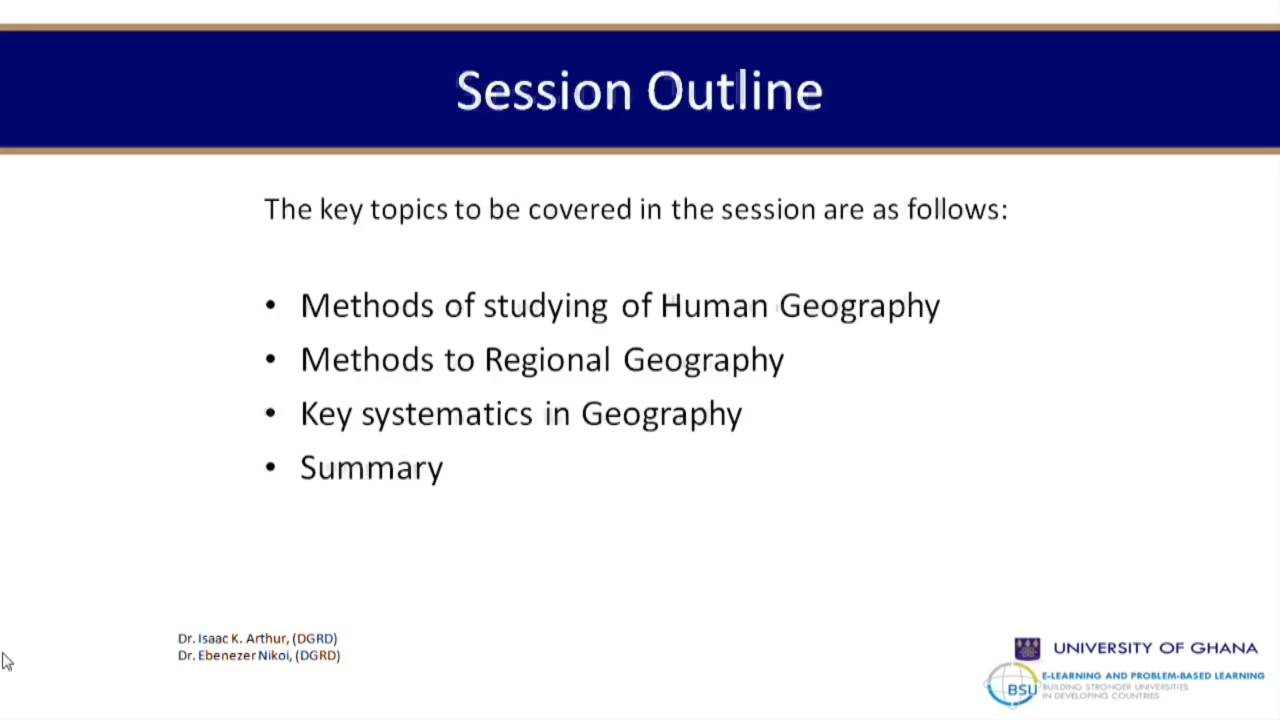 Session Outline
The key topics to be covered in the session are as follows:
• Methods of studying of Human Geography
• Methods to Regional Geography
• Key systematics in Geography
• Summary
Dr. Isaac K. Arthur, (DGRD)
Dr. Ebenezer Nikoi, (DGRD)
UNIVERSITY OF GHANA
BSU
E-LEARNING AND PROBLEM-BASED LEARNING
BUILDING STRONGER UNIVERSITIES
IN DEVELOPING COUNTRIES